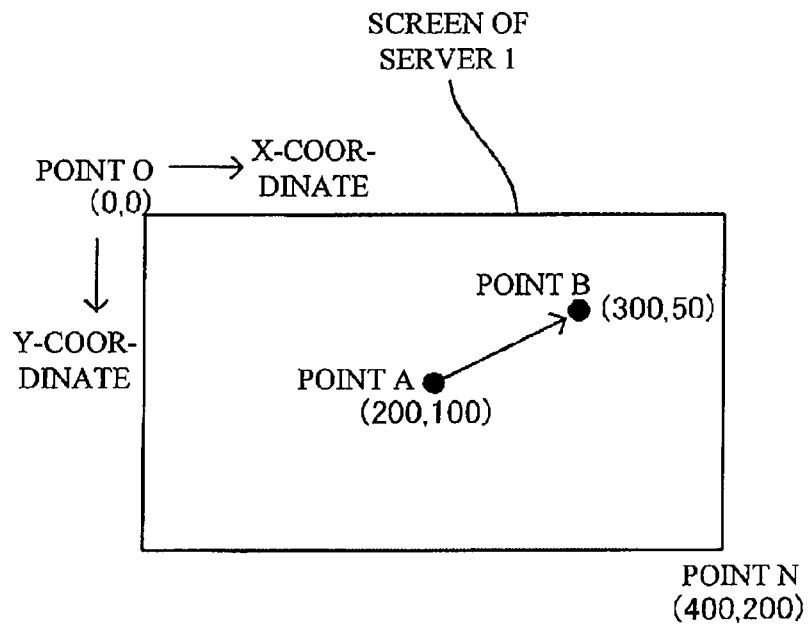 SCREEN OF
SERVER 1
POINT O
(0,0)
X-COOR-
DINATE
Y-COOR-
DINATE
POINT B
(300,50)
POINT A
(200,100)
POINT N
(400,200)